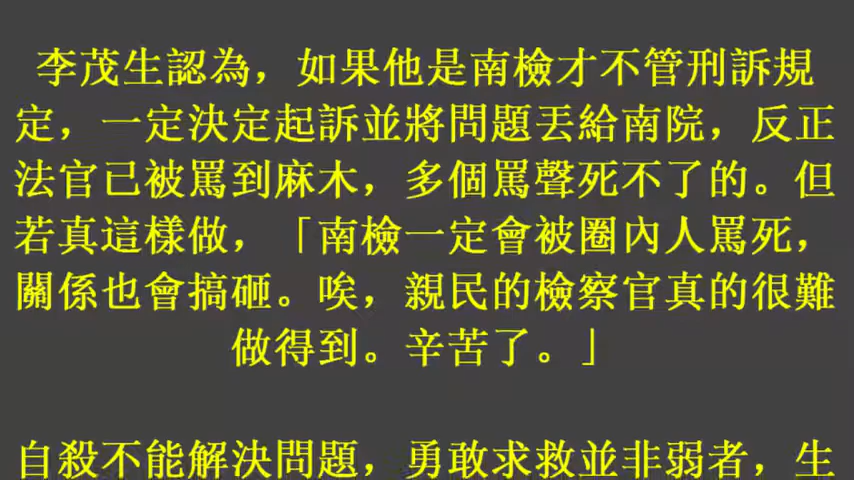 李茂生認為，如果他是南檢才不管刑訴規
定，一定決定起訴並將問題丟給南院，反正
法官已被罵到麻木，多個罵聲死不了的。但
若真這樣做，「南檢一定會被圈內人罵死，
關係也會搞砸。唉，親民的檢察官真的很難
做得到。辛苦了。」
自殺不能解決問題，勇敢求救並非弱者，生